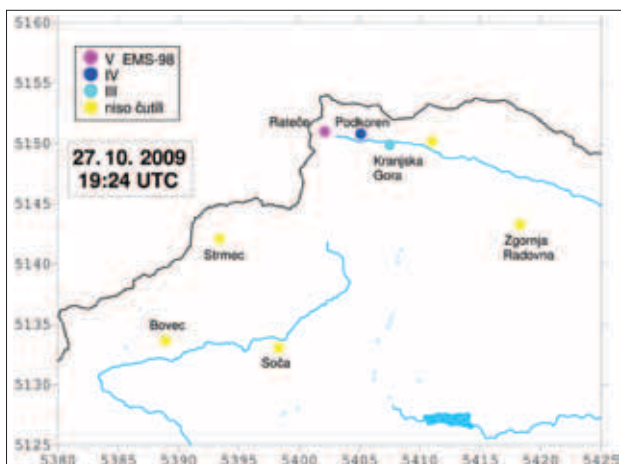 5160
5155
5150
5145
5140
5135
5130
5125
V EMS-98
IV
III
niso čutili
27. 10. 2009
19:24 UTC
Rateče
Podkoren
Kranjska
Gora
Zgornja
Radovna
Strmec
Bovec
Soča
5380
5385
5390
5395
5400
5405
5410
5415
5420
5425